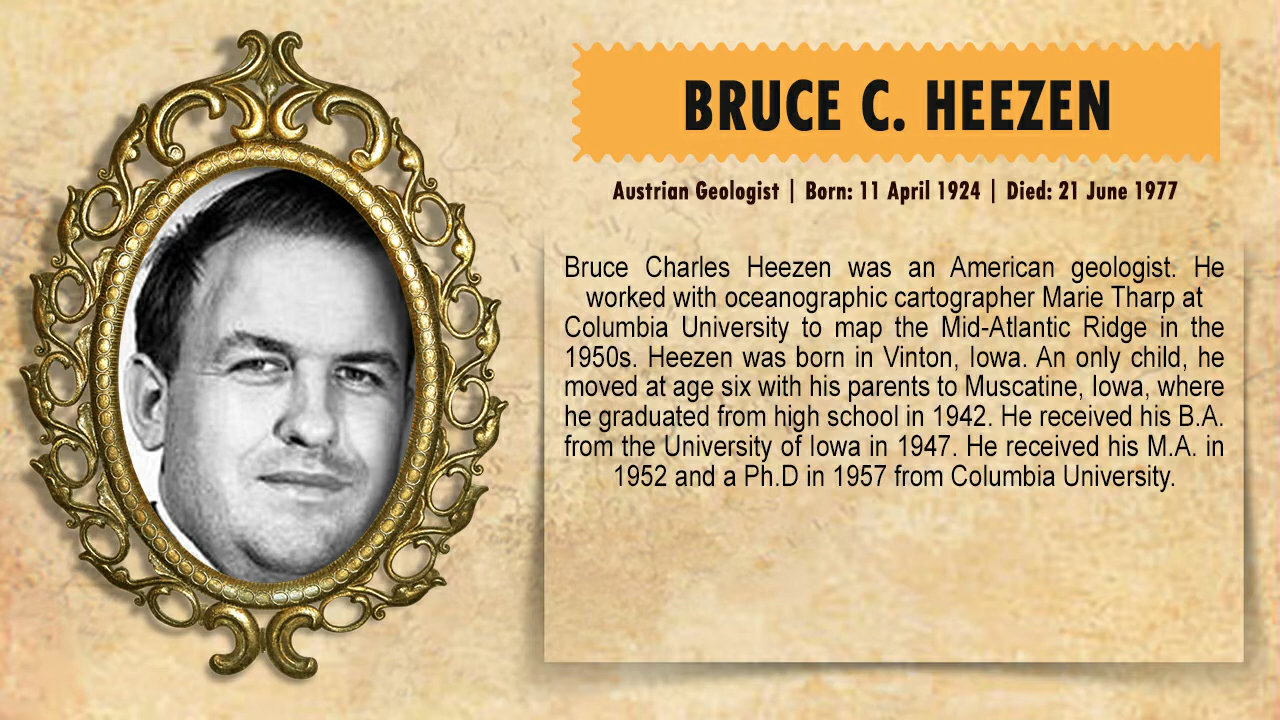 BRUCE C. HEEZEN
Austrian Geologist | Born: 11 April 1924 | Died: 21 June 1977
Bruce Charles Heezen was an American geologist. He
worked with oceanographic cartographer Marie Tharp at
Columbia University to map the Mid-Atlantic Ridge in the
1950s. Heezen was born in Vinton, Iowa. An only child, he
moved at age six with his parents to Muscatine, Iowa, where
he graduated from high school in 1942. He received his B.A.
from the University of Iowa in 1947. He received his M.A. in
1952 and a Ph.D in 1957 from Columbia University.